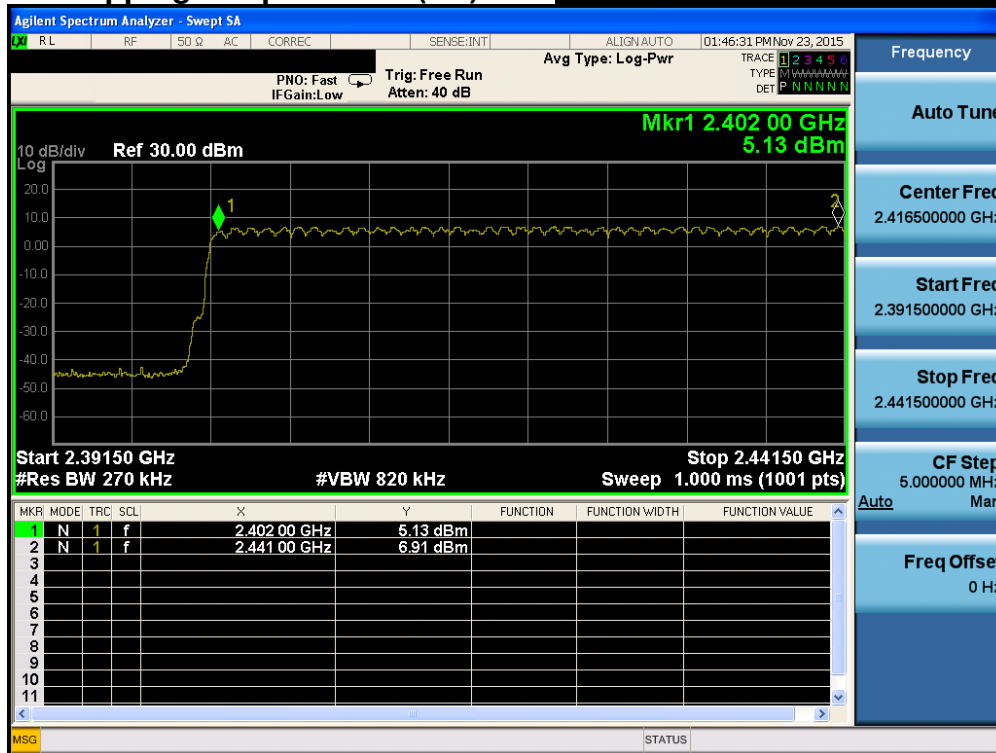 Agilent Spectrum Analyzer - Swept SA
LXI RL RF 50 Ω AC CORREC SENSE:INT ALIGN AUTO 01:46:31 PM Nov 23, 2015
Avg Type: Log-Pwr
TRACE 1 2 3 4 5 6
TYPE M
DET P N N N N N
PNO: Fast
IFGain:Low
Trig: Free Run
Atten: 40 dB
Mkr1 2.402 00 GHz
5.13 dBm
10 dB/div Ref 30.00 dBm
Log
1
2
20.0
10.0
0.00
-10.0
-20.0
-30.0
-40.0
-50.0
-60.0
Start 2.39150 GHz Stop 2.44150 GHz
#Res BW 270 kHz #VBW 820 kHz Sweep 1.000 ms (1001 pts)
MKR MODE TRC SCL X Y FUNCTION FUNCTION WIDTH FUNCTION VALUE
1 N 1 f 2.402 00 GHz 5.13 dBm
2 N 1 f 2.441 00 GHz 6.91 dBm
3
4
5
6
7
8
9
10
11
MSG STATUS
Frequency
Auto Tune
Center Freq
2.416500000 GHz
Start Freq
2.391500000 GHz
Stop Freq
2.441500000 GHz
CF Step
5.000000 MHz
Auto Man
Freq Offset
0 Hz